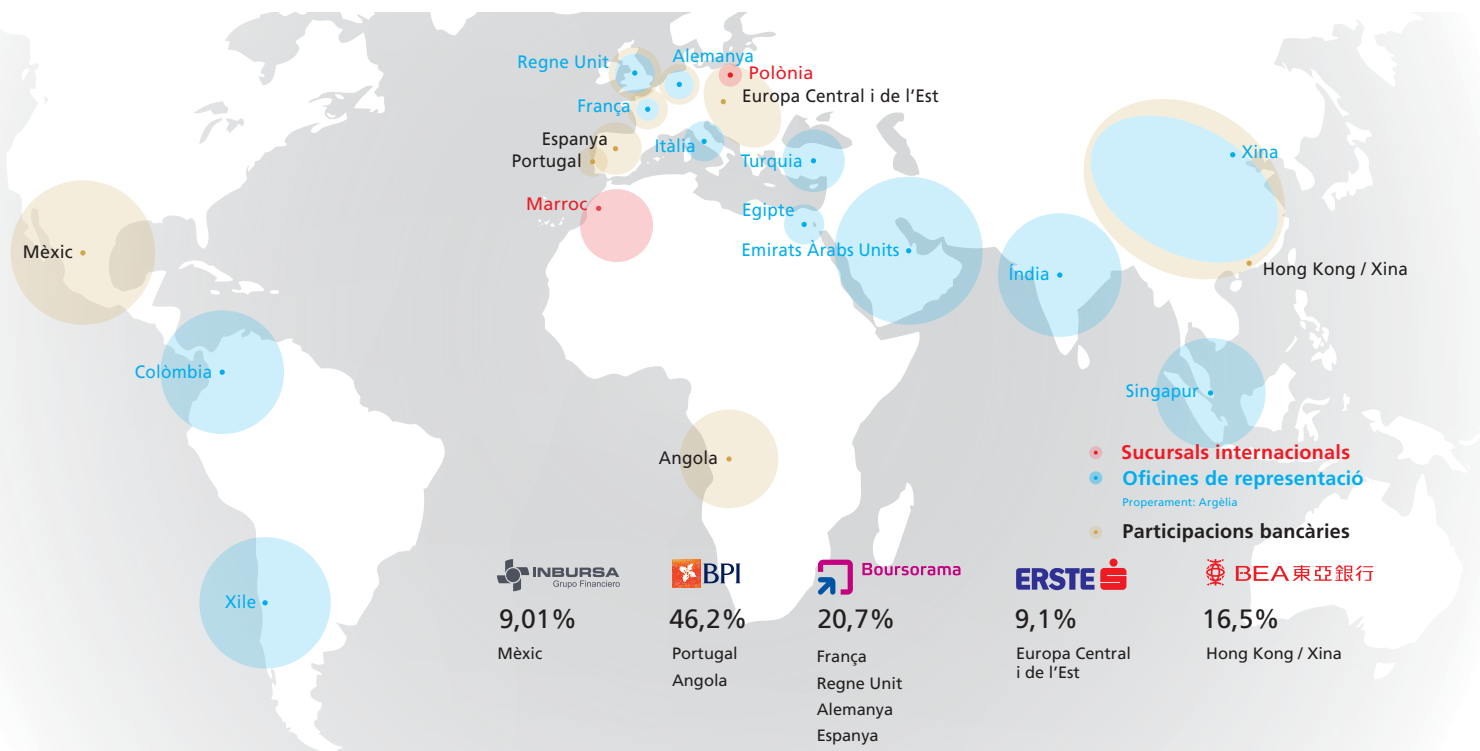 Regne Unit
Alemanya
Polònia
Europa Central i de l'Est
França
Espanya
Portugal
Itàlia
Turquia
Xina
Marroc
Egipte
Emirats Àrabs Units
Mèxic
Índia
Hong Kong / Xina
Colòmbia
Singapur
Angola
Xile
Sucursals internacionals
Oficines de representació
Properament: Argèlia
Participacions bancàries
INBURSA
Grupo Financiero
9,01%
Mèxic
BPI
46,2%
Portugal
Angola
Boursorama
20,7%
França
Regne Unit
Alemanya
Espanya
ERSTE
9,1%
Europa Central
i de l'Est
BEA東亞銀行
16,5%
Hong Kong / Xina